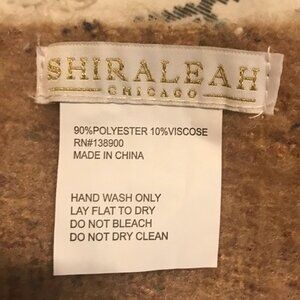 SHIRALEAH
CHICAGO
90%POLYESTER 10%VISCOSE
RN#138900
MADE IN CHINA
HAND WASH ONLY
LAY FLAT TO DRY
DO NOT BLEACH
DO NOT DRY CLEAN